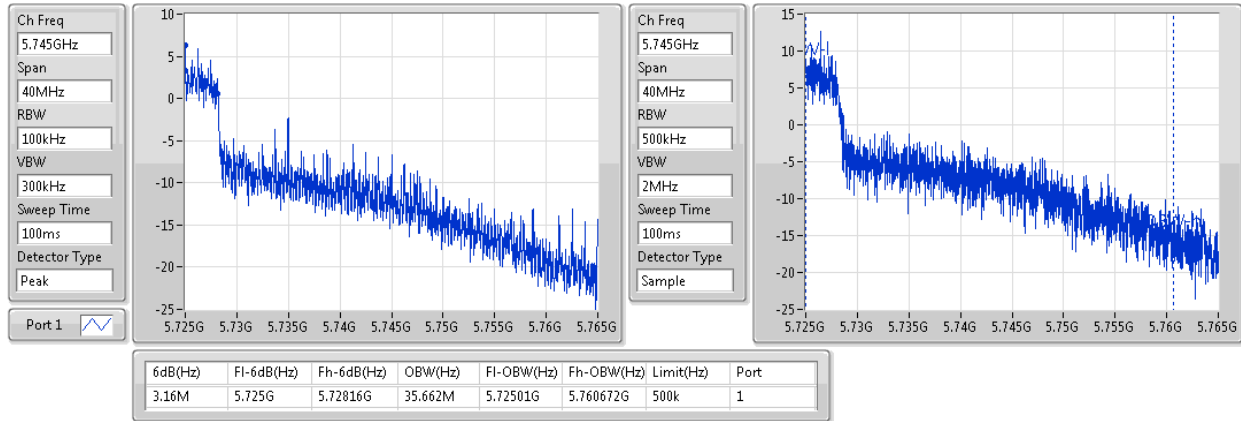 Ch Freq
5.745GHz
Span
40MHz
RBW
100kHz
VBW
300kHz
Sweep Time
100ms
Detector Type
Peak
Port 1
10
5
0
-5
-10
-15
-20
-25
5.725G 5.73G 5.735G 5.74G 5.745G 5.75G 5.755G 5.76G 5.765G
Ch Freq
5.745GHz
Span
40MHz
RBW
500kHz
VBW
2MHz
Sweep Time
100ms
Detector Type
Sample
15
10
5
0
-5
-10
-15
-20
-25
5.725G 5.73G 5.735G 5.74G 5.745G 5.75G 5.755G 5.76G 5.765G
6dB(Hz) Fl-6dB(Hz) Fh-6dB(Hz) OBW(Hz) Fl-OBW(Hz) Fh-OBW(Hz) Limit(Hz) Port
3.16M 5.725G 5.72816G 35.662M 5.72501G 5.760672G 500k 1